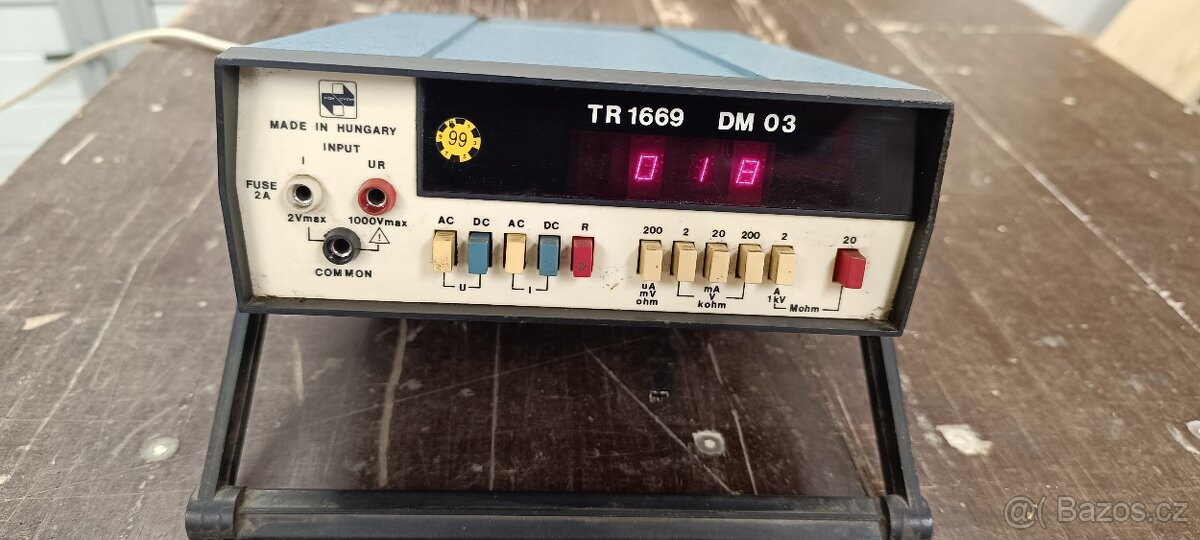 TR 1669 DM 03
99
018
MADE IN HUNGARY
INPUT
I UR
FUSE
2A
2Vmax 1000Vmax
COMMON
AC DC AC DC R
U I
200 2 20 200 2 20
uA mA A
mV V 1kV
ohm kohm Mohm
@ Bazos.cz